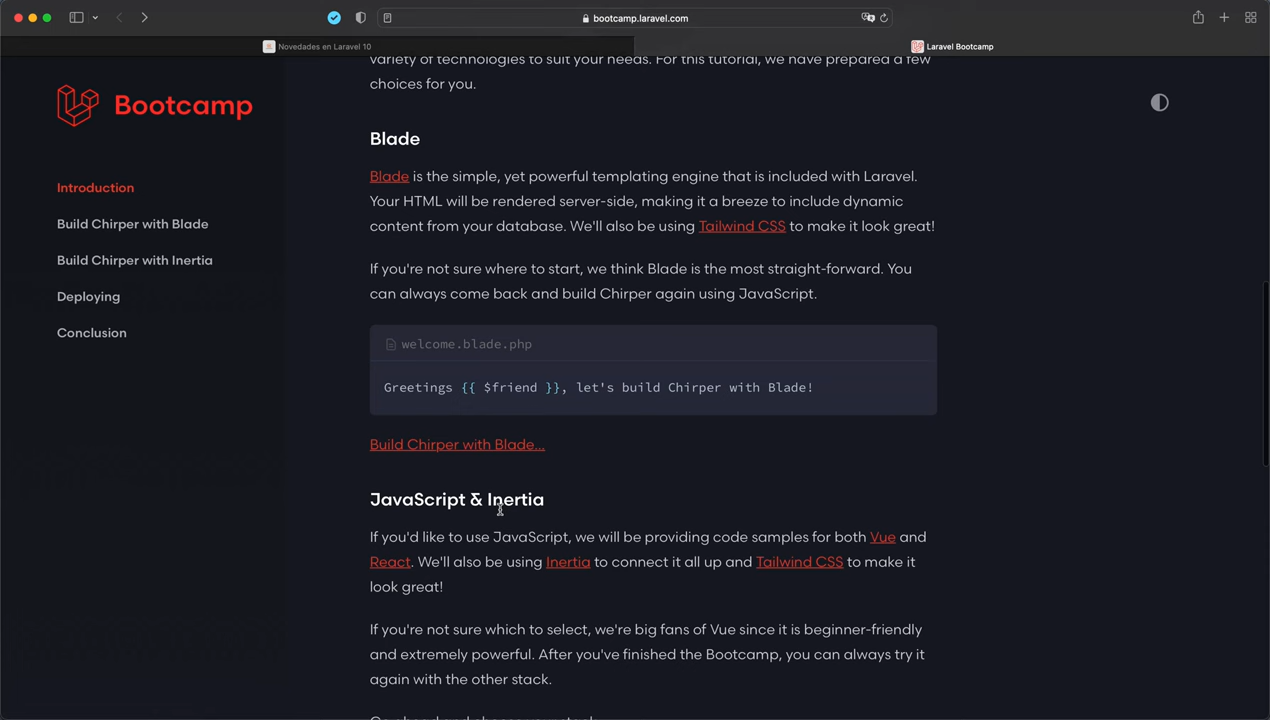 bootcamp.laravel.com
Novedades en Laravel 10
Laravel Bootcamp
Bootcamp
Introduction
Build Chirper with Blade
Build Chirper with Inertia
Deploying
Conclusion
variety of technologies to suit your needs. For this tutorial, we have prepared a few
choices for you.
Blade
Blade is the simple, yet powerful templating engine that is included with Laravel.
Your HTML will be rendered server-side, making it a breeze to include dynamic
content from your database. We'll also be using Tailwind CSS to make it look great!
If you're not sure where to start, we think Blade is the most straight-forward. You
can always come back and build Chirper again using JavaScript.
welcome.blade.php
Greetings {{ $friend }}, let's build Chirper with Blade!
Build Chirper with Blade...
JavaScript & Inertia
If you'd like to use JavaScript, we will be providing code samples for both Vue and
React. We'll also be using Inertia to connect it all up and Tailwind CSS to make it
look great!
If you're not sure which to select, we're big fans of Vue since it is beginner-friendly
and extremely powerful. After you've finished the Bootcamp, you can always try it
again with the other stack.